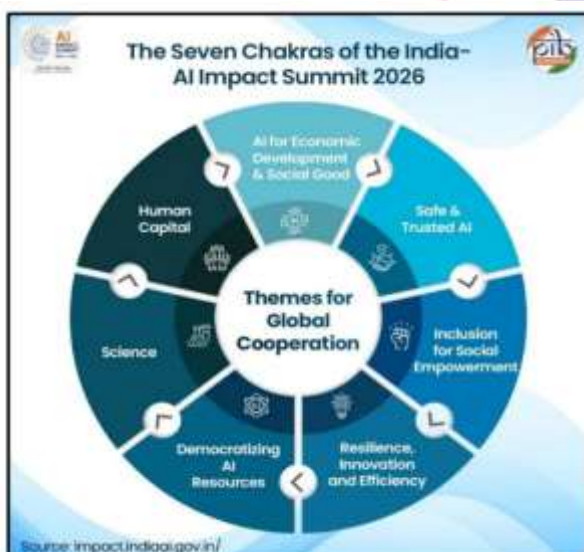 The Seven Chakras of the India-
AI Impact Summit 2026
AI for Economic
Development
& Social Good
Safe &
Trusted AI
Inclusion
for Social
Empowerment
Resilience,
Innovation
and Efficiency
Democratizing
AI
Resources
Science
Human
Capital
Themes for
Global
Cooperation
Source: impact.indiaai.gov.in/